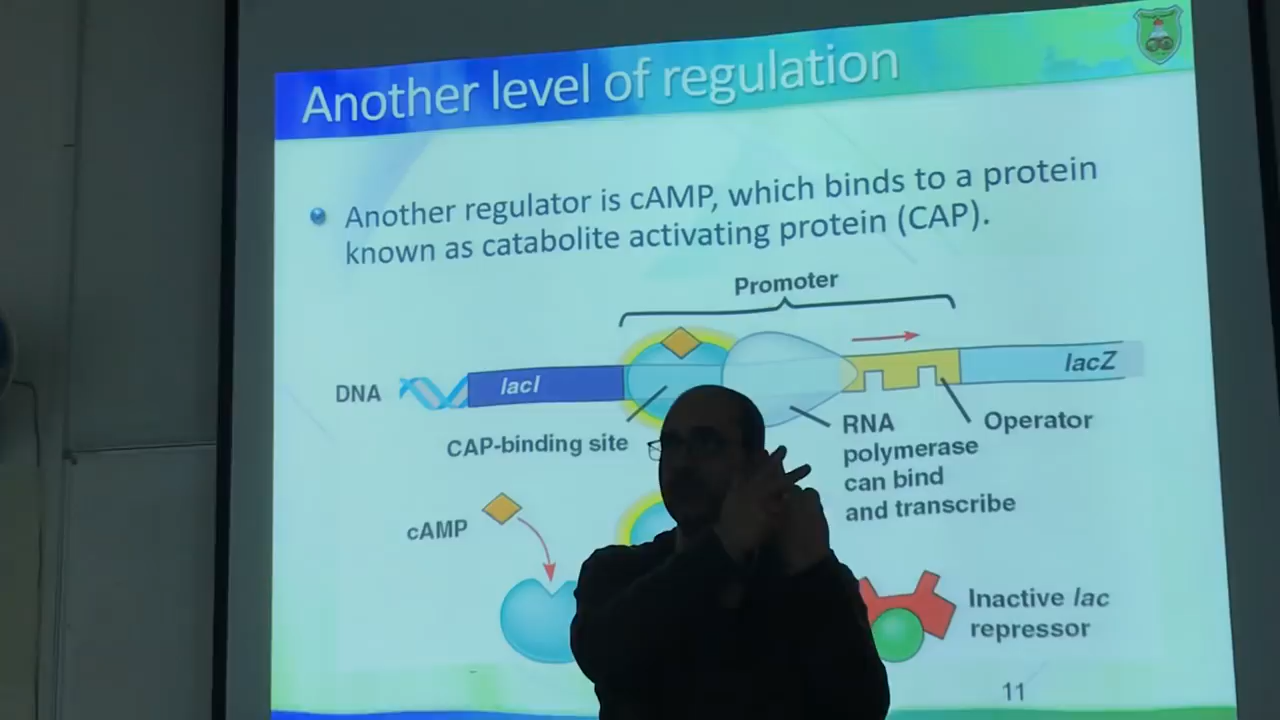 Another level of regulation
Another regulator is cAMP, which binds to a protein
known as catabolite activating protein (CAP).
Promoter
DNA
lacI
lacZ
CAP-binding site
RNA
polymerase
can bind
and transcribe
Operator
cAMP
Inactive lac
repressor
11